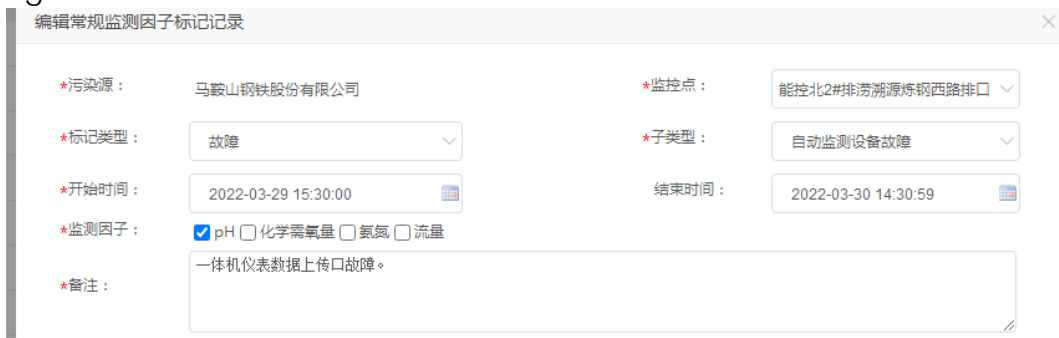 编辑常规监测因子标记记录
*污染源： 马鞍山钢铁股份有限公司 *监控点： 能控北2#排涝溯源炼钢西路排口
*标记类型： 故障 *子类型： 自动监测设备故障
*开始时间： 2022-03-29 15:30:00 结束时间： 2022-03-30 14:30:59
*监测因子： pH 化学需氧量 氨氮 流量
*备注： 一体机仪表数据上传口故障。